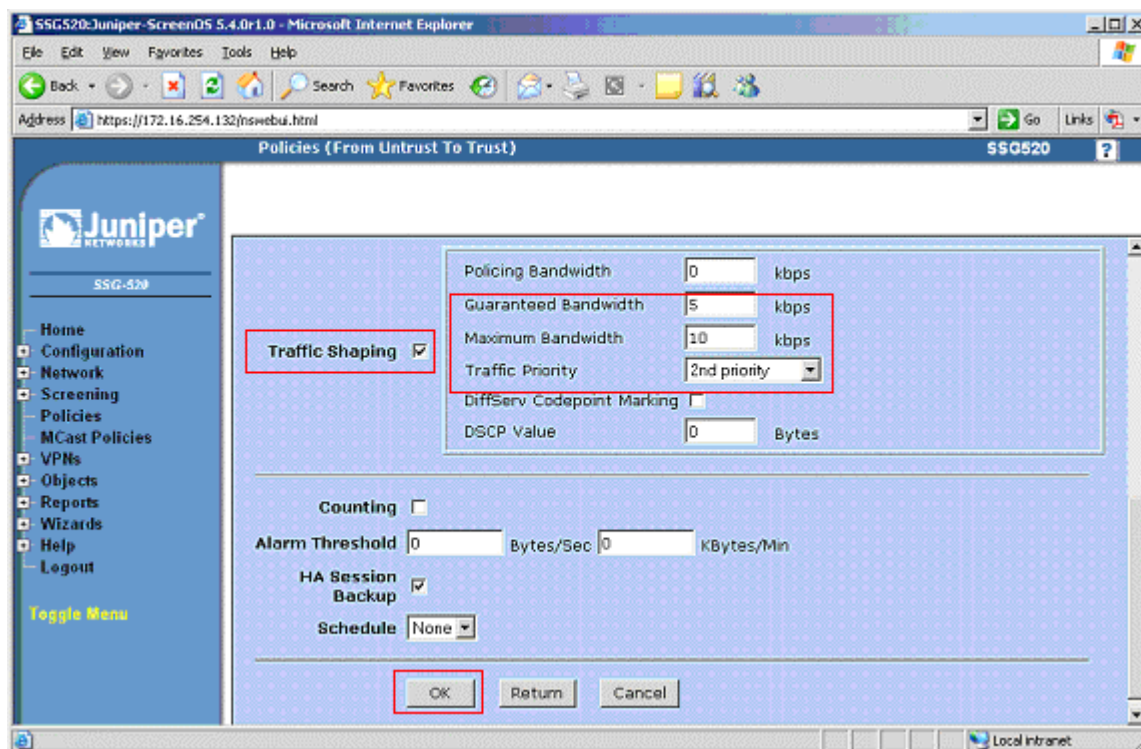 SSG520:Juniper-ScreenOS 5.4.0r1.0 - Microsoft Internet Explorer
File Edit View Favorites Tools Help
Back Search Favorites
Address https://172.16.254.132/nswebui.html Go Links
Policies (From Untrust To Trust) SSG520 ?
Juniper®
NETWORKS
SSG-520
Home
Configuration
Network
Screening
Policies
MCast Policies
VPNs
Objects
Reports
Wizards
Help
Logout
Toggle Menu
Policing Bandwidth 0 kbps
Guaranteed Bandwidth 5 kbps
Maximum Bandwidth 10 kbps
Traffic Shaping
Traffic Priority 2nd priority
DiffServ Codepoint Marking
DSCP Value 0 Bytes
Counting
Alarm Threshold 0 Bytes/Sec 0 KBytes/Min
HA Session
Backup
Schedule None
OK Return Cancel
Local intranet